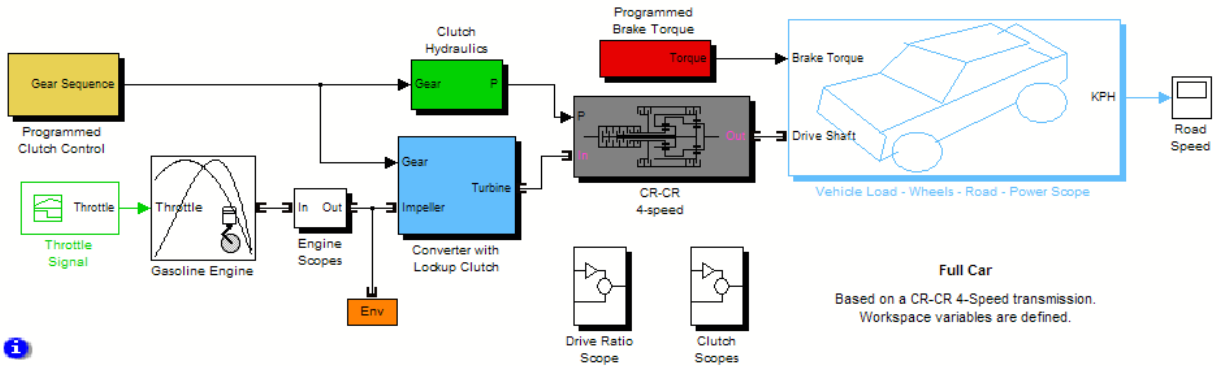 Programmed
Brake Torque
Clutch
Hydraulics
Gear Sequence
Programmed
Clutch Control
Gear
P
Torque
Brake Torque
Drive Shaft
KPH
Vehicle Load - Wheels - Road - Power Scope
Road
Speed
P
In
Out
CR-CR
4-speed
Throttle
Throttle
Signal
Throttle
Gasoline Engine
In
Out
Engine
Scopes
Gear
Turbine
Impeller
Converter with
Lockup Clutch
Env
Drive Ratio
Scope
Clutch
Scopes
Full Car
Based on a CR-CR 4-Speed transmission.
Workspace variables are defined.
i